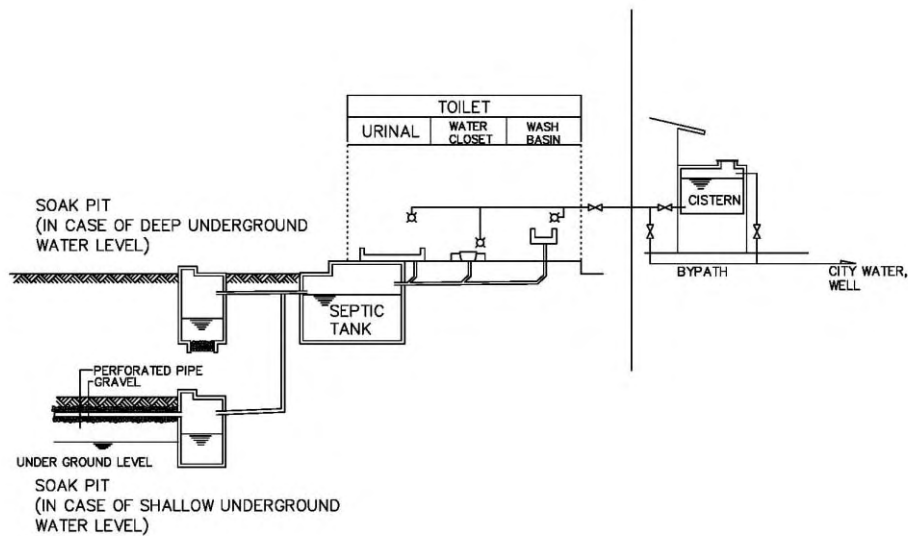 TOILET
URINAL
WATER
CLOSET
WASH
BASIN
CISTERN
BYPATH
CITY WATER,
WELL
SOAK PIT
(IN CASE OF DEEP UNDERGROUND
WATER LEVEL)
SEPTIC
TANK
PERFORATED PIPE
GRAVEL
UNDER GROUND LEVEL
SOAK PIT
(IN CASE OF SHALLOW UNDERGROUND
WATER LEVEL)